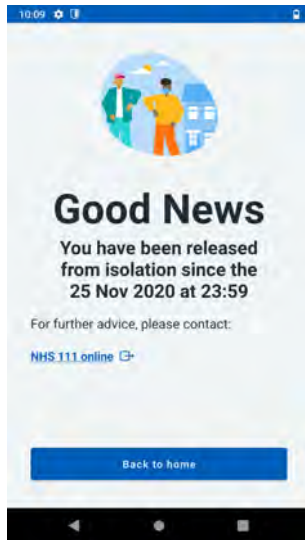 10:09
Good News
You have been released
from isolation since the
25 Nov 2020 at 23:59
For further advice, please contact:
NHS 111 online
Back to home